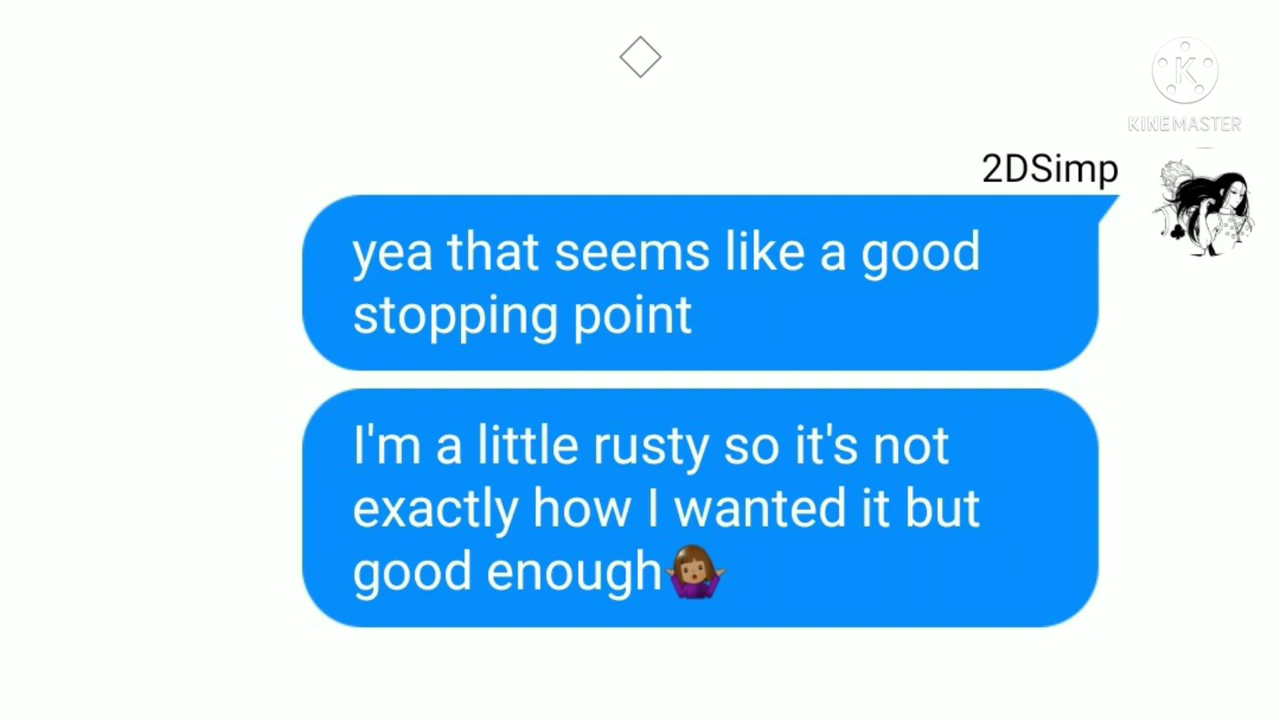 K
KINEMASTER
2DSimp
yea that seems like a good
stopping point
I'm a little rusty so it's not
exactly how I wanted it but
good enough🤷🏾‍♀️